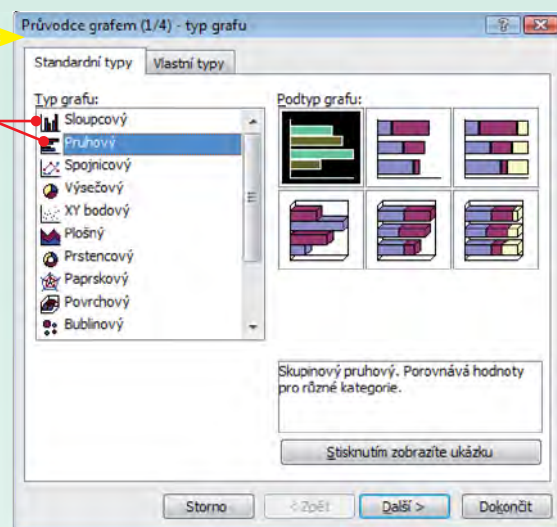 Průvodce grafem (1/4) - typ grafu
Standardní typy
Vlastní typy
Typ grafu:
Sloupcový
Pruhový
Spojnicový
Výsečový
XY bodový
Plošný
Prstencový
Paprskový
Povrchový
Bublinový
Podtyp grafu:
Skupinový pruhový. Porovnává hodnoty
pro různé kategorie.
Stisknutím zobrazíte ukázku
Storno
< Zpět
Další >
Dokončit